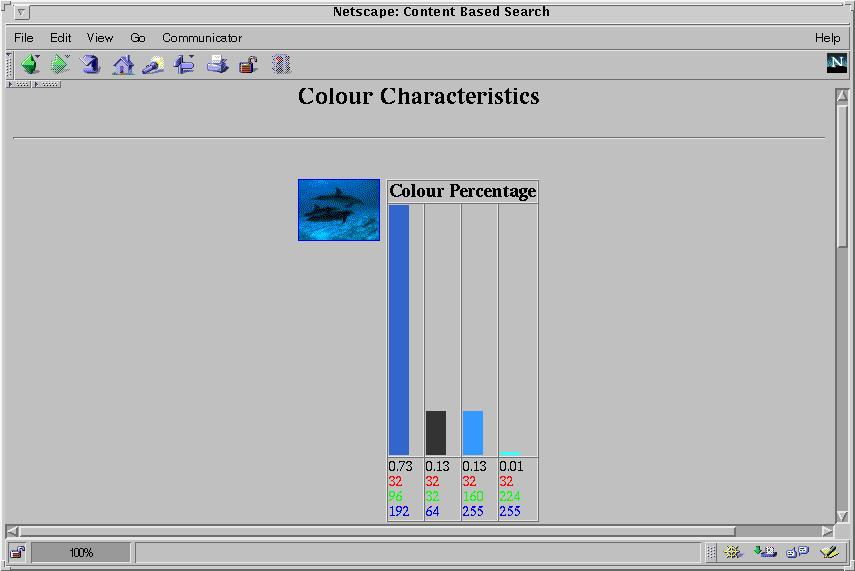 Netscape: Content Based Search
File Edit View Go Communicator Help
N
Colour Characteristics
Colour Percentage
0.73 0.13 0.13 0.01
32 32 32 32
96 32 160 224
192 64 255 255
100%